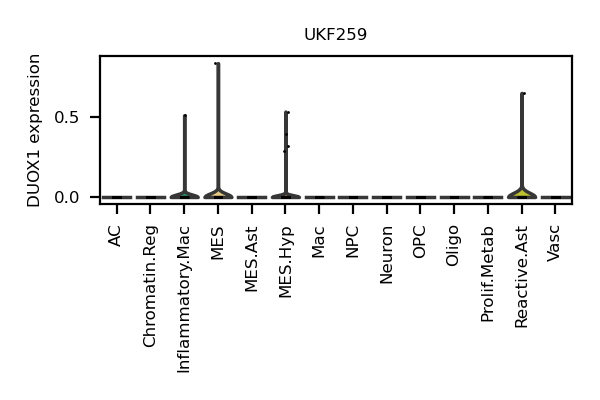 UKF259
DUOX1 expression
0.5
0.0
AC
Chromatin.Reg
Inflammatory.Mac
MES
MES.Ast
MES.Hyp
Mac
NPC
Neuron
OPC
Oligo
Prolif.Metab
Reactive.Ast
Vasc